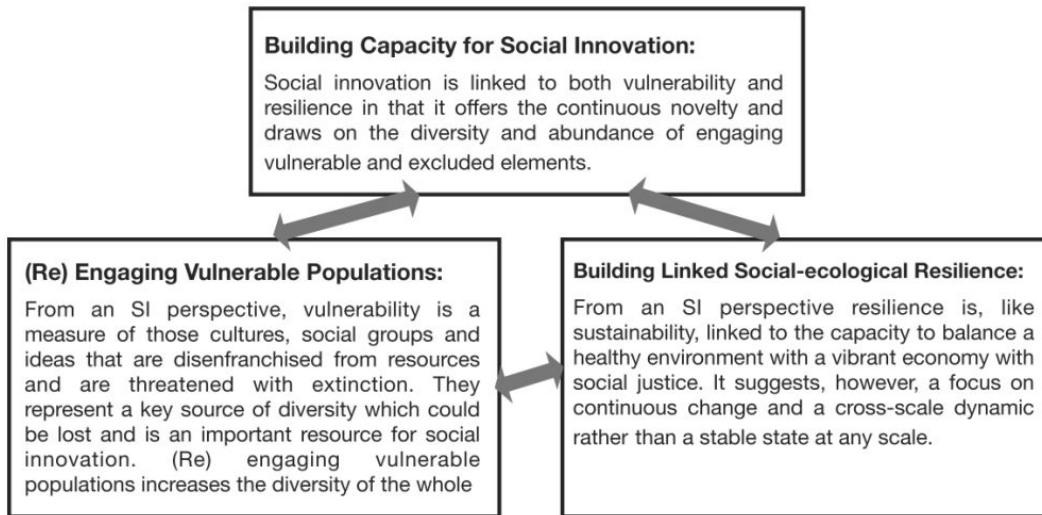 Building Capacity for Social Innovation:
Social innovation is linked to both vulnerability and
resilience in that it offers the continuous novelty and
draws on the diversity and abundance of engaging
vulnerable and excluded elements.
(Re) Engaging Vulnerable Populations:
From an SI perspective, vulnerability is a
measure of those cultures, social groups and
ideas that are disenfranchised from resources
and are threatened with extinction. They
represent a key source of diversity which could
be lost and is an important resource for social
innovation. (Re) engaging vulnerable
populations increases the diversity of the whole
Building Linked Social-ecological Resilience:
From an SI perspective resilience is, like
sustainability, linked to the capacity to balance a
healthy environment with a vibrant economy with
social justice. It suggests, however, a focus on
continuous change and a cross-scale dynamic
rather than a stable state at any scale.